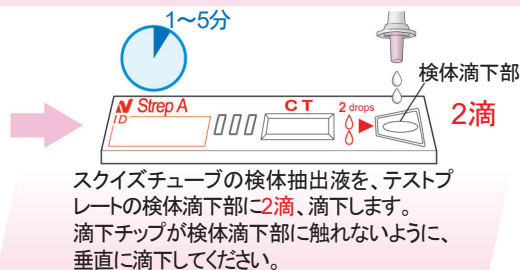 1〜5分
検体滴下部
2滴
N Strep A
ID
C T
2 drops
スクイズチューブの検体抽出液を、テストプ
レートの検体滴下部に2滴、滴下します。
滴下チップが検体滴下部に触れないように、
垂直に滴下してください。